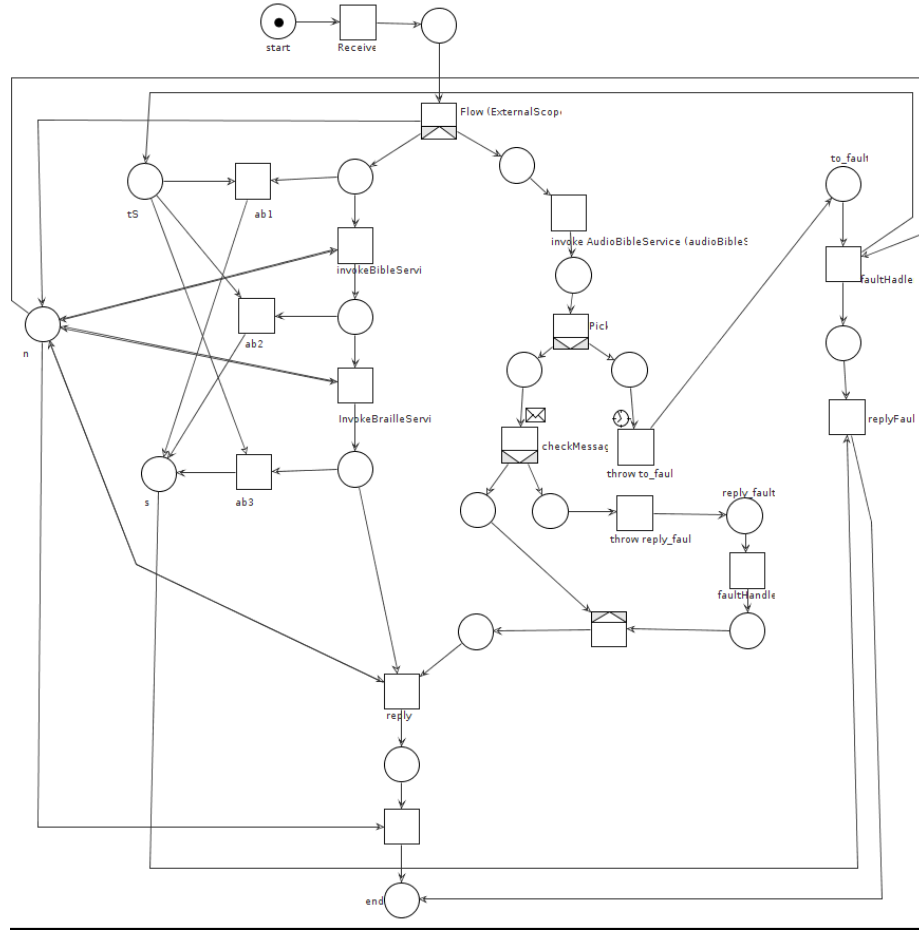 start
Receive
Flow (ExternalScop
to_fault
tS
ab1
invoke AudioBibleService (audioBibleS
invokeBibleServi
faultHadle
n
ab2
Pick
InvokeBrailleServi
replyFaul
checkMessag
throw to_faul
s
ab3
reply_fault
throw reply_faul
faultHandle
reply
end